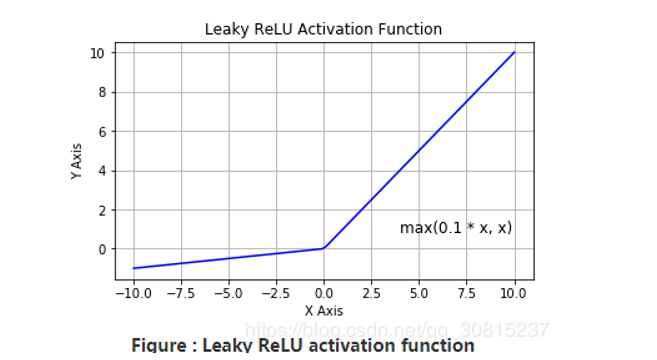 Leaky ReLU Activation Function
10
8
6
4
2
0
Y Axis
max(0.1 * x, x)
−10.0 −7.5 −5.0 −2.5 0.0 2.5 5.0 7.5 10.0
X Axis
https://blog.csdn.net/qq_30815237
Figure : Leaky ReLU activation function